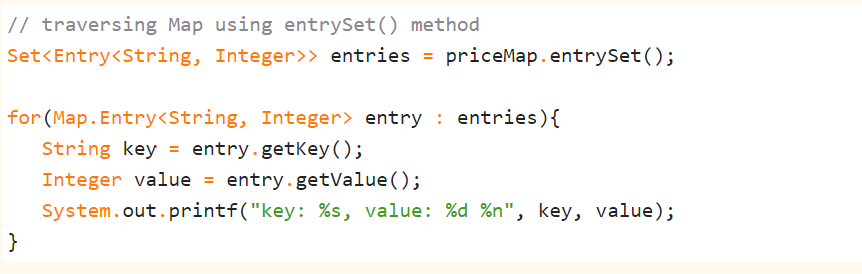 // traversing Map using entrySet() method
Set<Entry<String, Integer>> entries = priceMap.entrySet();
for(Map.Entry<String, Integer> entry : entries){
String key = entry.getKey();
Integer value = entry.getValue();
System.out.printf("key: %s, value: %d %n", key, value);
}